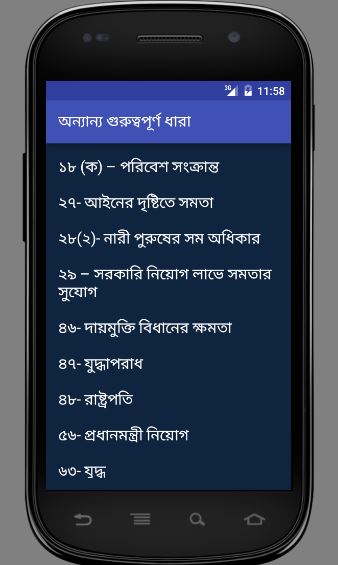 3G 11:58
অন্যান্য গুরুত্বপূর্ণ ধারা
১৮ (ক) – পরিবেশ সংক্রান্ত
২৭- আইনের দৃষ্টিতে সমতা
২৮(২)- নারী পুরুষের সম অধিকার
২৯ – সরকারি নিয়োগ লাভে সমতার
সুযোগ
৪৬- দায়মুক্তি বিধানের ক্ষমতা
৪৭- যুদ্ধাপরাধ
৪৮- রাষ্ট্রপতি
৫৬- প্রধানমন্ত্রী নিয়োগ
৬৩- যুদ্ধ